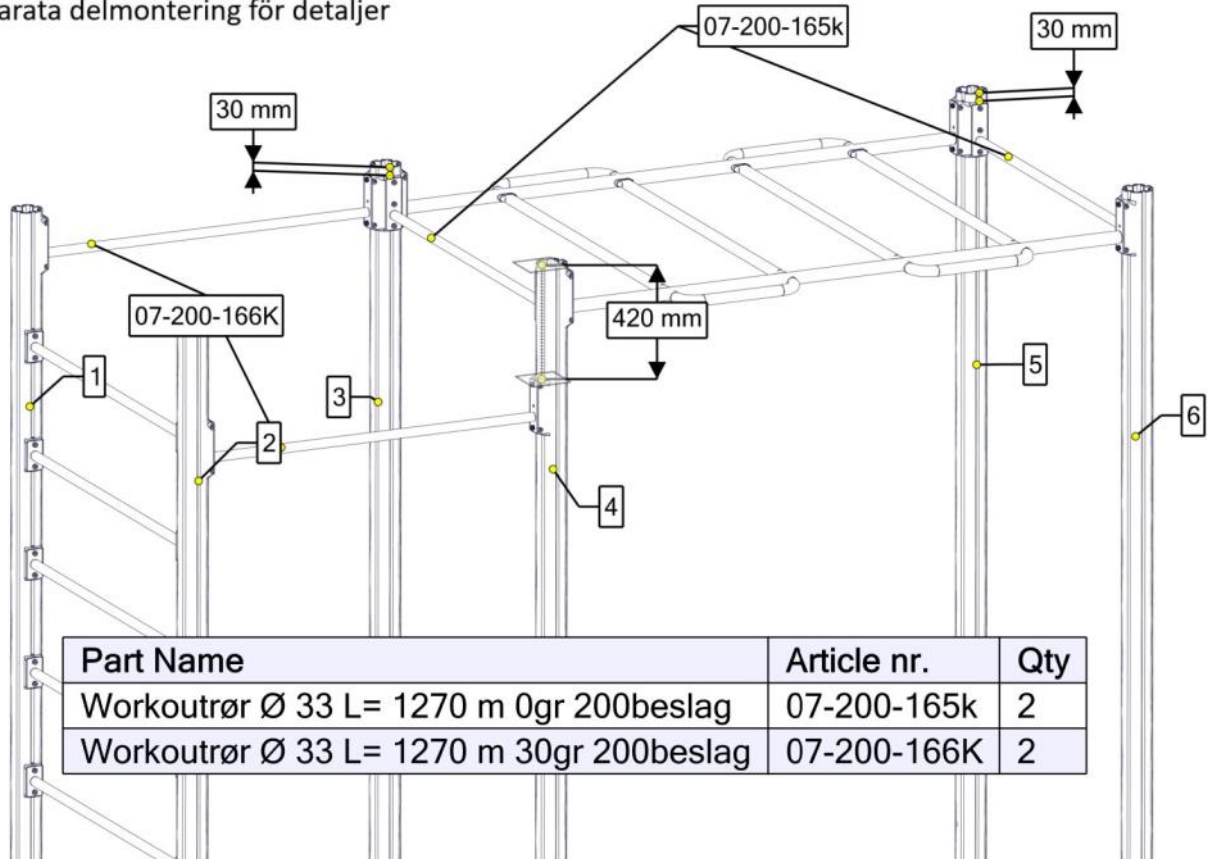 arata delmontering för detaljer
07-200-165k
30 mm
30 mm
07-200-166K
420 mm
1
2
3
4
5
6
Part Name Article nr. Qty
Workoutrør Ø 33 L= 1270 m 0gr 200beslag 07-200-165k 2
Workoutrør Ø 33 L= 1270 m 30gr 200beslag 07-200-166K 2